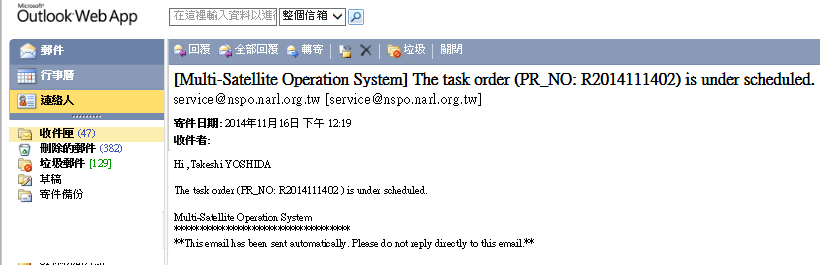 Microsoft®
Outlook Web App
在這裡輸入資料以進行
整個信箱
郵件
行事曆
連絡人
收件匣 (47)
刪除的郵件 (382)
垃圾郵件 [129]
草稿
寄件備份
回覆 全部回覆 轉寄 垃圾 關閉
[Multi-Satellite Operation System] The task order (PR_NO: R2014111402) is under scheduled.
service@nspo.narl.org.tw [service@nspo.narl.org.tw]
寄件日期: 2014年11月16日 下午 12:19
收件者:
Hi ,Takeshi YOSHIDA
The task order (PR_NO: R2014111402 ) is under scheduled.
Multi-Satellite Operation System
**********************************
**This email has been sent automatically. Please do not reply directly to this email.**